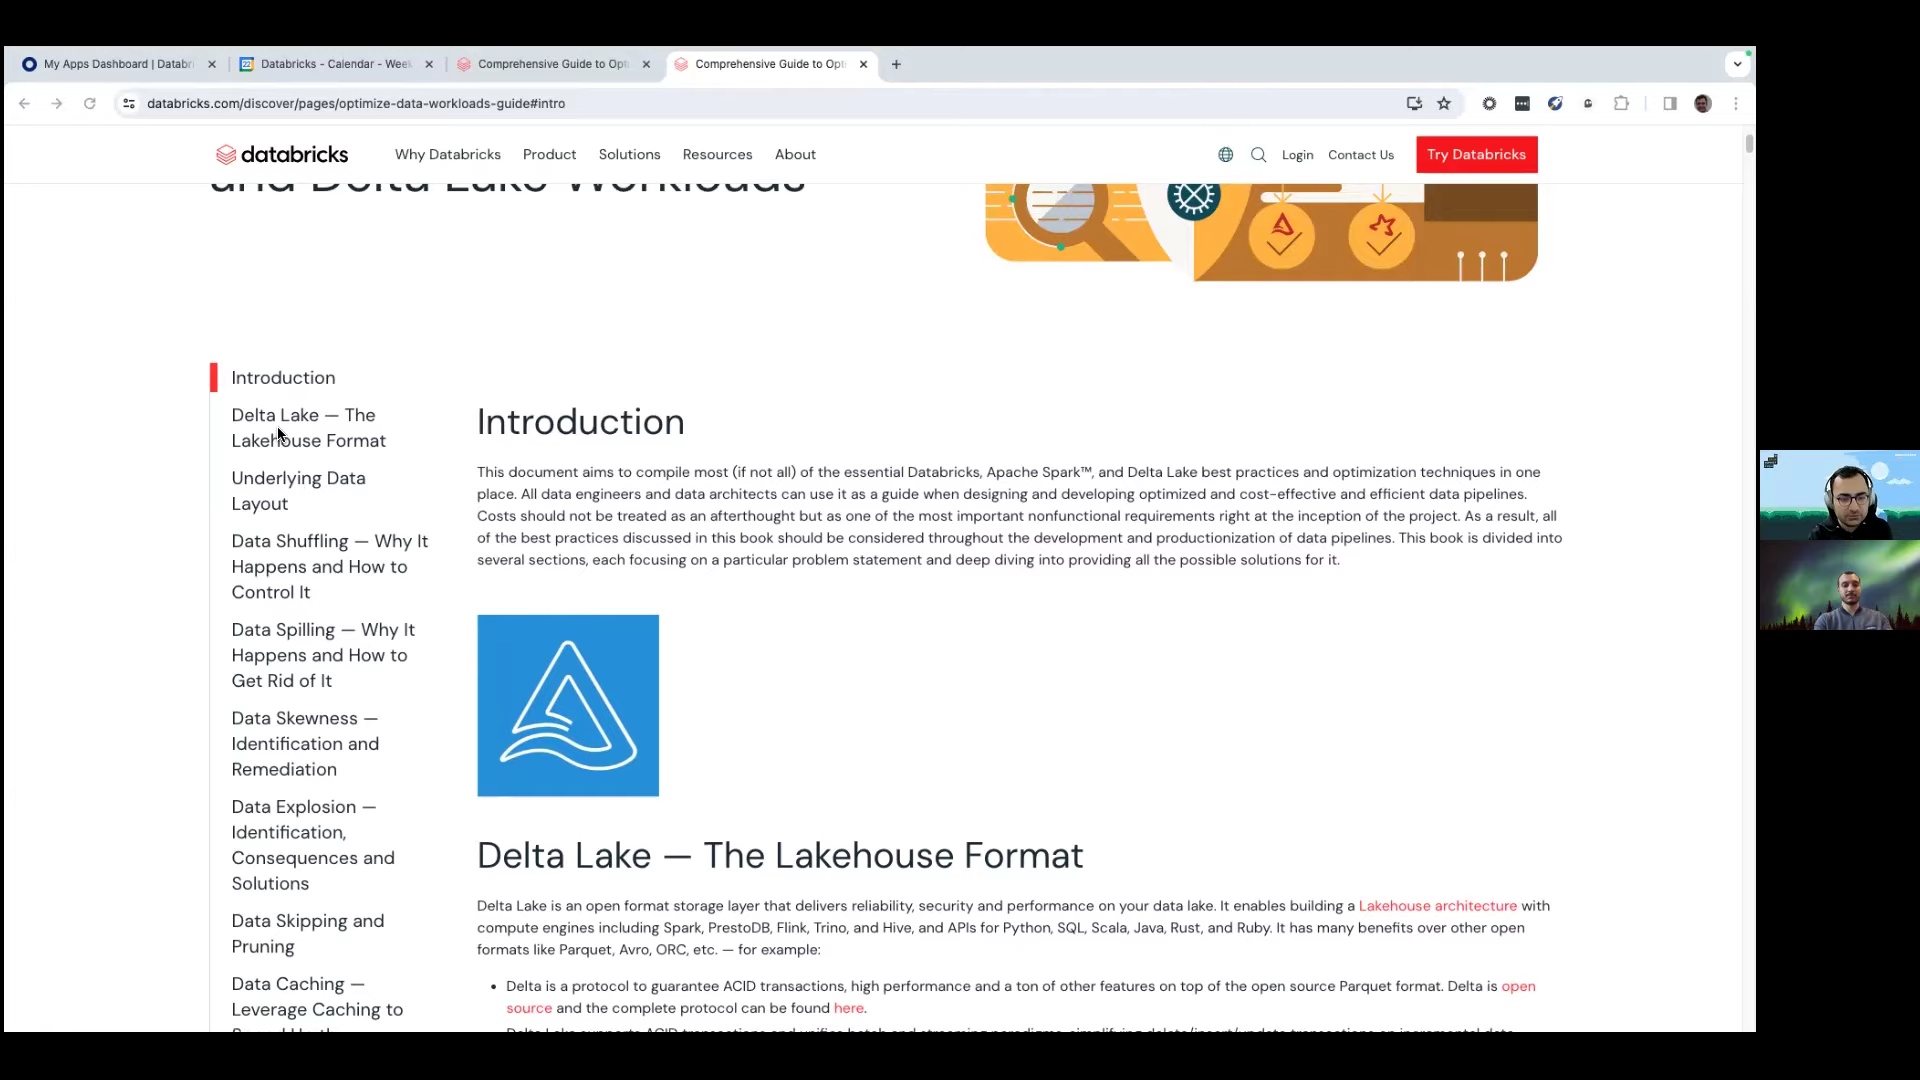 My Apps Dashboard | Databr
Databricks - Calendar - Week
Comprehensive Guide to Opt
Comprehensive Guide to Opt
databricks.com/discover/pages/optimize-data-workloads-guide#intro
databricks
Why Databricks
Product
Solutions
Resources
About
Login
Contact Us
Try Databricks
and Delta Lake Workloads
Introduction
Delta Lake — The
Lakehouse Format
Underlying Data
Layout
Data Shuffling — Why It
Happens and How to
Control It
Data Spilling — Why It
Happens and How to
Get Rid of It
Data Skewness —
Identification and
Remediation
Data Explosion —
Identification,
Consequences and
Solutions
Data Skipping and
Pruning
Data Caching —
Leverage Caching to
Introduction
This document aims to compile most (if not all) of the essential Databricks, Apache Spark™, and Delta Lake best practices and optimization techniques in one
place. All data engineers and data architects can use it as a guide when designing and developing optimized and cost-effective and efficient data pipelines.
Costs should not be treated as an afterthought but as one of the most important nonfunctional requirements right at the inception of the project. As a result, all
of the best practices discussed in this book should be considered throughout the development and productionization of data pipelines. This book is divided into
several sections, each focusing on a particular problem statement and deep diving into providing all the possible solutions for it.
Delta Lake — The Lakehouse Format
Delta Lake is an open format storage layer that delivers reliability, security and performance on your data lake. It enables building a Lakehouse architecture with
compute engines including Spark, PrestoDB, Flink, Trino, and Hive, and APIs for Python, SQL, Scala, Java, Rust, and Ruby. It has many benefits over other open
formats like Parquet, Avro, ORC, etc. — for example:
• Delta is a protocol to guarantee ACID transactions, high performance and a ton of other features on top of the open source Parquet format. Delta is open
source and the complete protocol can be found here.